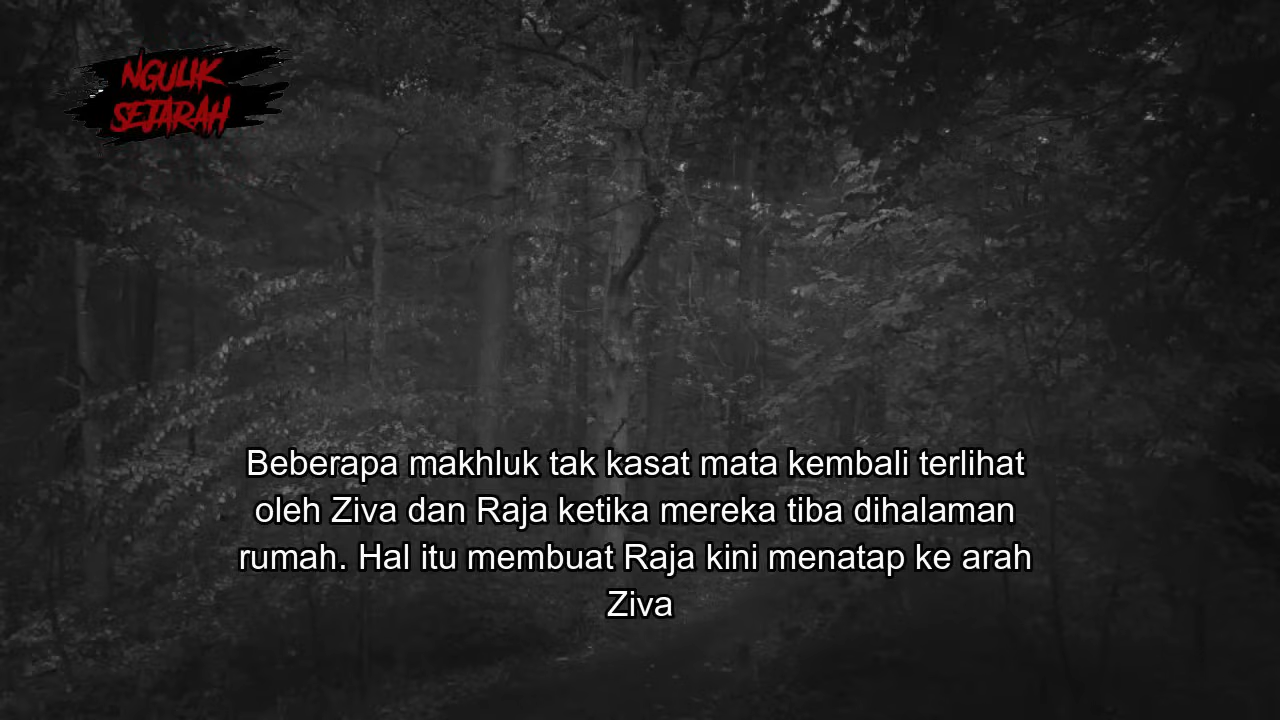 NGULIK
SEJARAH
Beberapa makhluk tak kasat mata kembali terlihat
oleh Ziva dan Raja ketika mereka tiba dihalaman
rumah. Hal itu membuat Raja kini menatap ke arah
Ziva